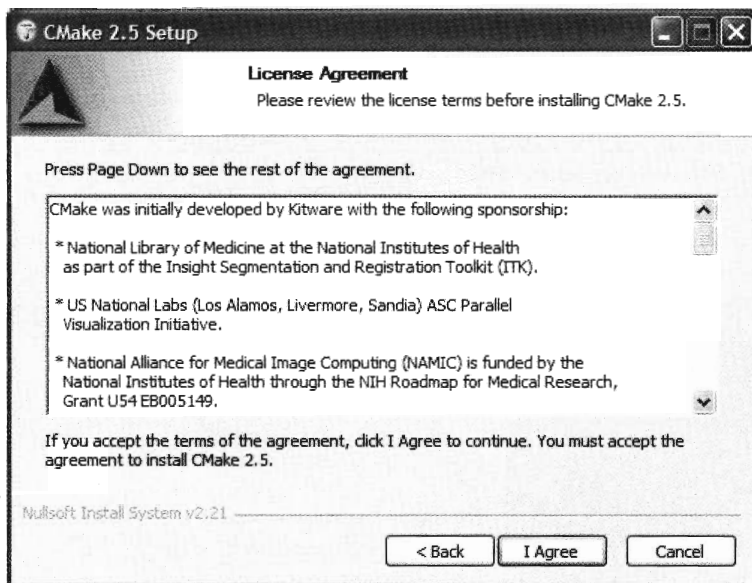 CMake 2.5 Setup
License Agreement
Please review the license terms before installing CMake 2.5.
Press Page Down to see the rest of the agreement.
CMake was initially developed by Kitware with the following sponsorship:
* National Library of Medicine at the National Institutes of Health
as part of the Insight Segmentation and Registration Toolkit (ITK).
* US National Labs (Los Alamos, Livermore, Sandia) ASC Parallel
Visualization Initiative.
* National Alliance for Medical Image Computing (NAMIC) is funded by the
National Institutes of Health through the NIH Roadmap for Medical Research,
Grant U54 EB005149.
If you accept the terms of the agreement, click I Agree to continue. You must accept the
agreement to install CMake 2.5.
Nullsoft Install System v2.21
< Back I Agree Cancel